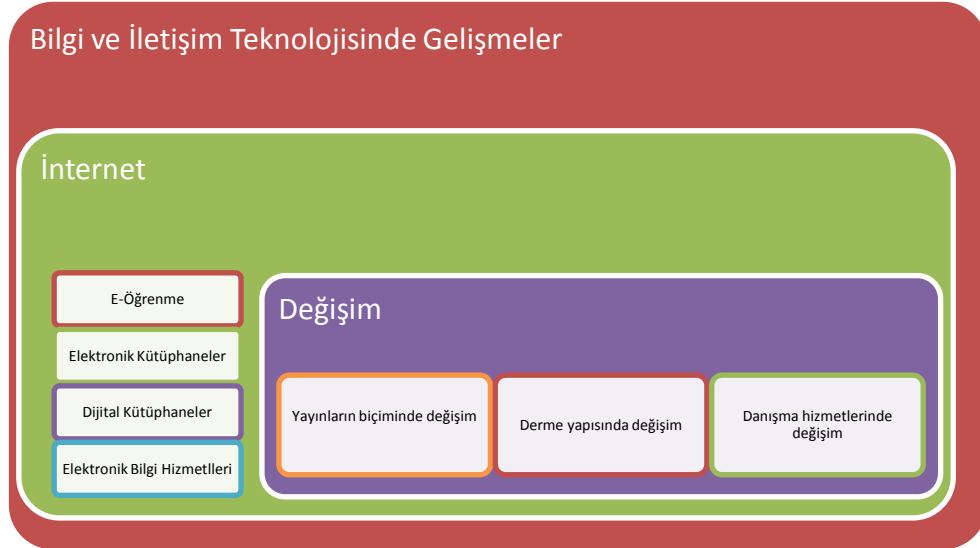 Bilgi ve İletişim Teknolojisinde Gelişmeler
İnternet
E-Öğrenme
Elektronik Kütüphaneler
Dijital Kütüphaneler
Elektronik Bilgi Hizmetlleri
Değişim
Yayınların biçiminde değişim
Derme yapısında değişim
Danışma hizmetlerinde
değişim